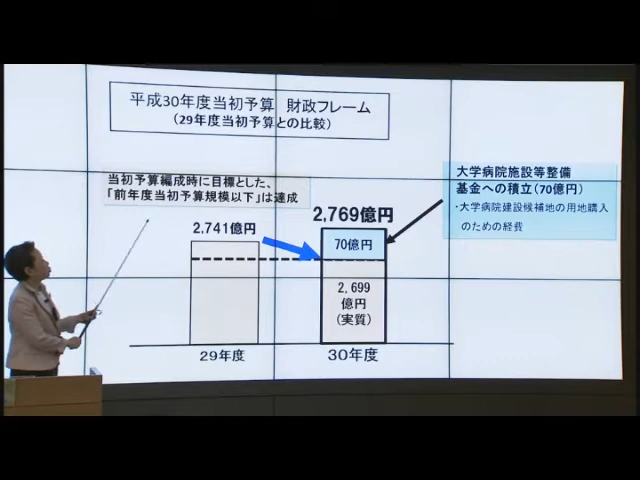 平成30年度当初予算 財政フレーム
(29年度当初予算との比較)
当初予算編成時に目標とした、
「前年度当初予算規模以下」は達成
2,741億円
2,769億円
70億円
2,699
億円
(実質)
29年度
30年度
大学病院施設等整備
基金への積立(70億円)
・大学病院建設候補地の用地購入
のための経費